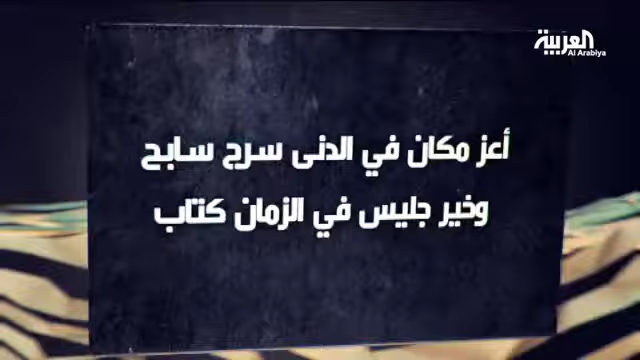 العربية
Al Arabiya
أعز مكان في الدنى سرج سابح
وخير جليس في الزمان كتاب